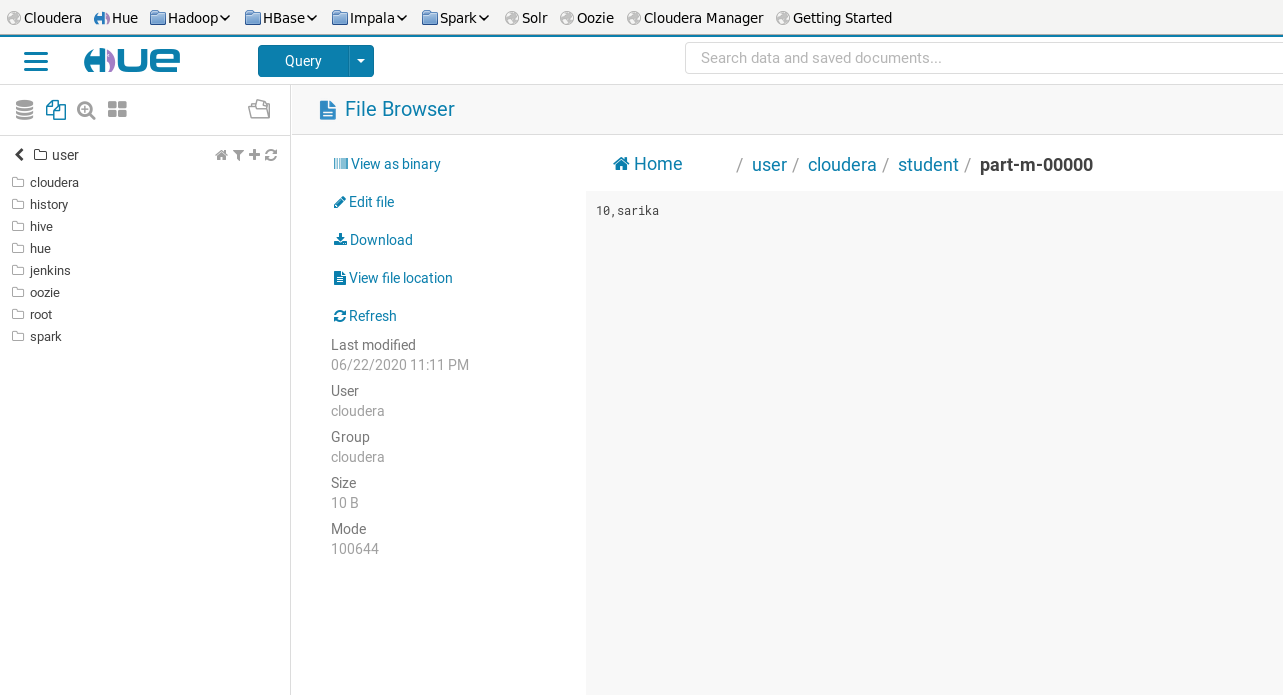 Cloudera Hue Hadoop HBase Impala Spark Solr Oozie Cloudera Manager Getting Started
HUE Query Search data and saved documents...
File Browser
user
cloudera
history
hive
hue
jenkins
oozie
root
spark
View as binary
Edit file
Download
View file location
Refresh
Last modified
06/22/2020 11:11 PM
User
cloudera
Group
cloudera
Size
10 B
Mode
100644
Home / user / cloudera / student / part-m-00000
10,sarika